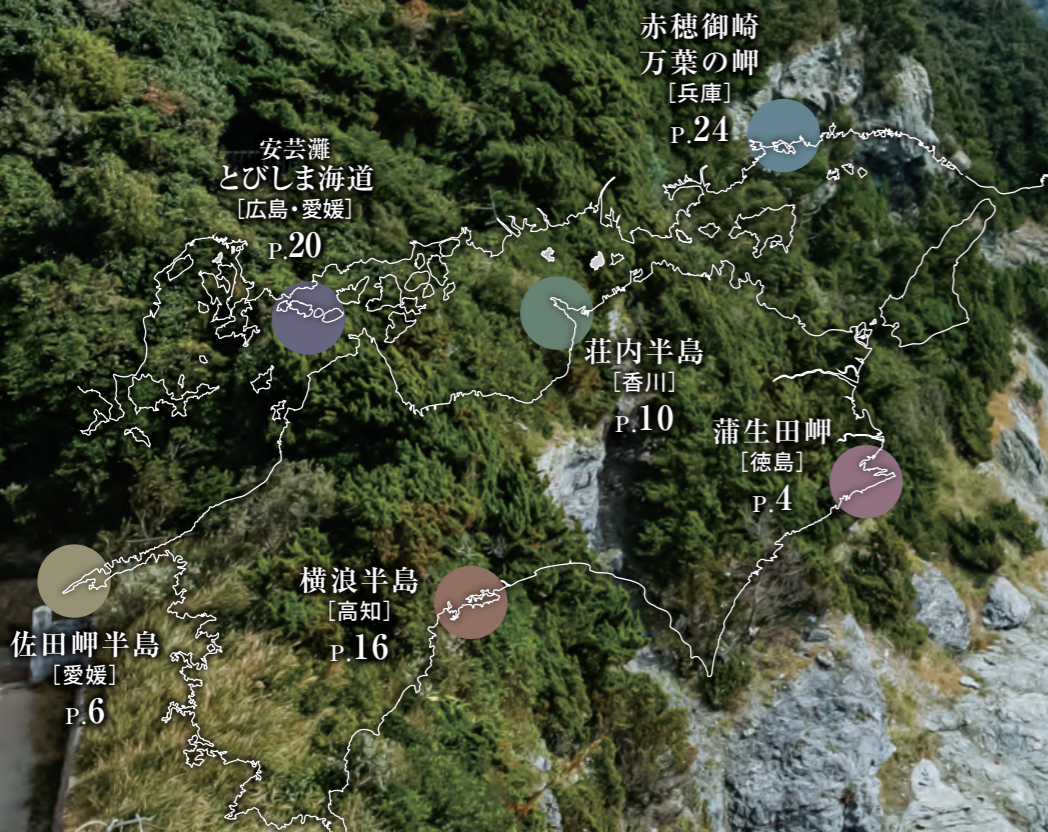 赤穂御崎
万葉の岬
［兵庫］
P.24
安芸灘
とびしま海道
［広島・愛媛］
P.20
荘内半島
［香川］
P.10
蒲生田岬
［徳島］
P.4
横浪半島
［高知］
P.16
佐田岬半島
［愛媛］
P.6